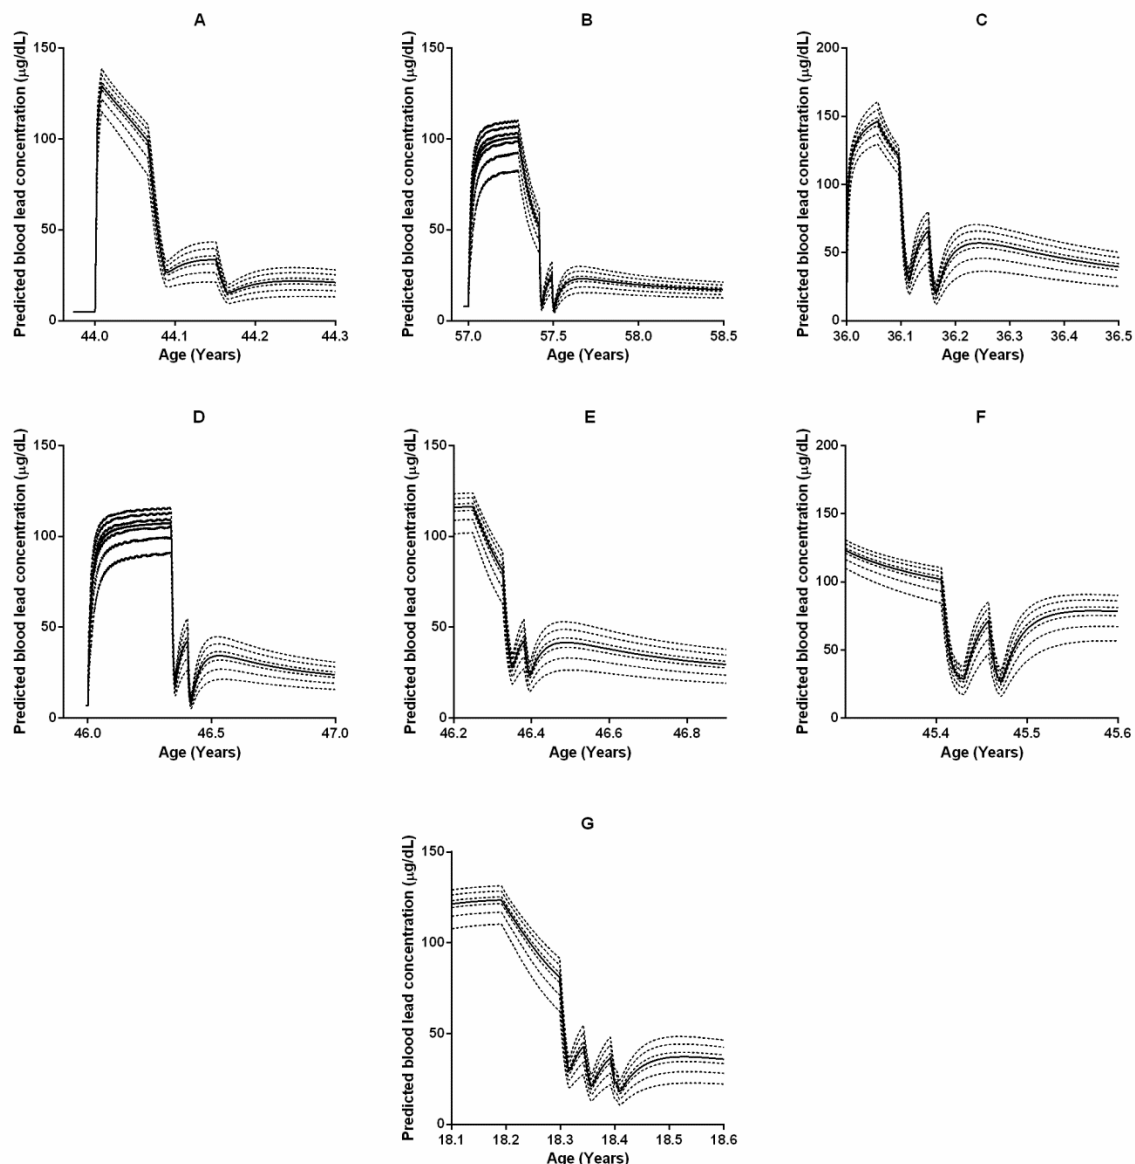 A
Predicted blood lead concentration (μg/dL)
150
100
50
0
44.0 44.1 44.2 44.3
Age (Years)
B
Predicted blood lead concentration (μg/dL)
150
100
50
0
57.0 57.5 58.0 58.5
Age (Years)
C
Predicted blood lead concentration (μg/dL)
200
150
100
50
0
36.0 36.1 36.2 36.3 36.4 36.5
Age (Years)
D
Predicted blood lead concentration (μg/dL)
150
100
50
0
46.0 46.5 47.0
Age (Years)
E
Predicted blood lead concentration (μg/dL)
150
100
50
0
46.2 46.4 46.6 46.8
Age (Years)
F
Predicted blood lead concentration (μg/dL)
200
150
100
50
0
45.4 45.5 45.6
Age (Years)
G
Predicted blood lead concentration (μg/dL)
150
100
50
0
18.1 18.2 18.3 18.4 18.5 18.6
Age (Years)